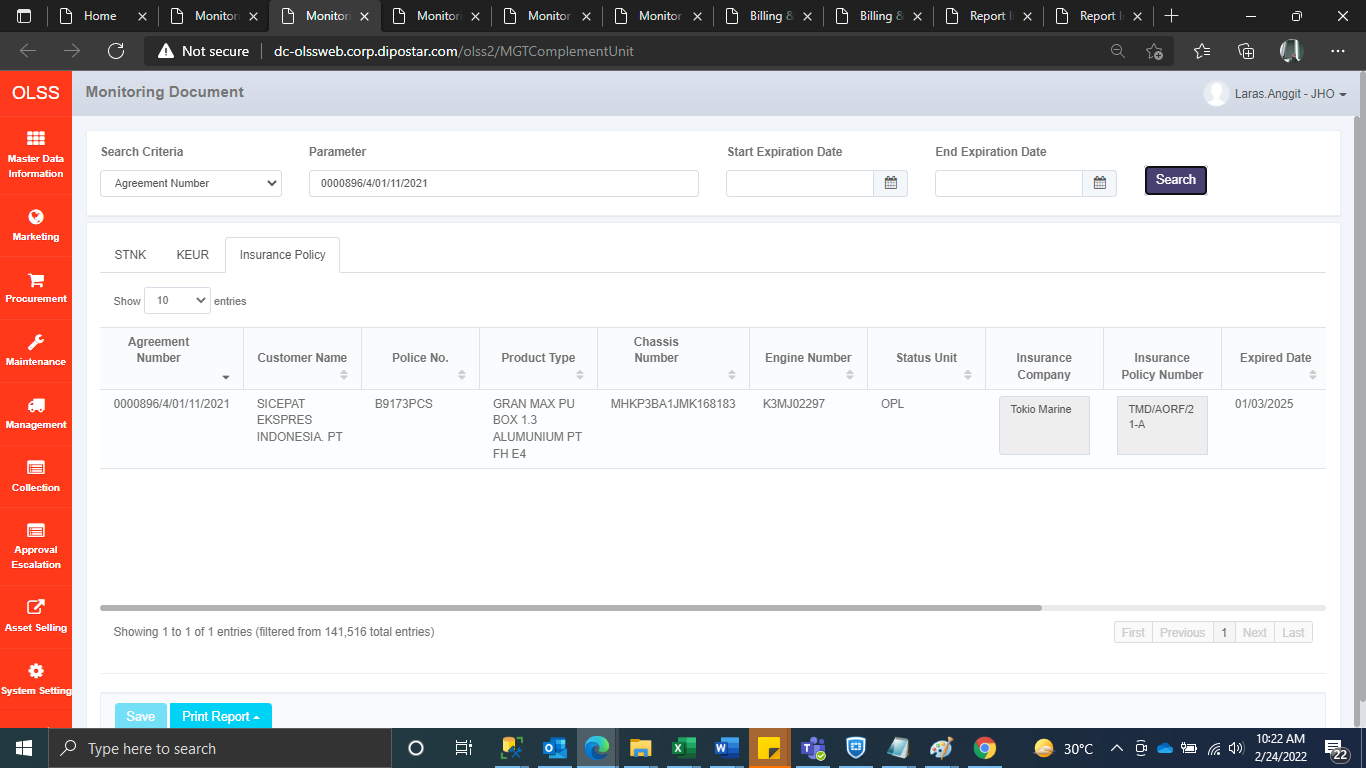 Home
Monitori
Monitori
Monitori
Monitor
Monitor
Billing &
Billing &
Report I
Report I
Not secure
dc-olssweb.corp.dipostar.com/olss2/MGTComplementUnit
OLSS
Monitoring Document
Laras.Anggit - JHO
Master Data
Information
Marketing
Procurement
Maintenance
Management
Collection
Approval
Escalation
Asset Selling
System Setting
Search Criteria
Parameter
Start Expiration Date
End Expiration Date
Agreement Number
0000896/4/01/11/2021
Search
STNK
KEUR
Insurance Policy
Show 10 entries
Agreement
Number
Customer Name
Police No.
Product Type
Chassis
Number
Engine Number
Status Unit
Insurance
Company
Insurance
Policy Number
Expired Date
0000896/4/01/11/2021
SICEPAT
EKSPRES
INDONESIA. PT
B9173PCS
GRAN MAX PU
BOX 1.3
ALUMUNIUM PT
FH E4
MHKP3BA1JMK168183
K3MJ02297
OPL
Tokio Marine
TMD/AORF/2
1-A
01/03/2025
Showing 1 to 1 of 1 entries (filtered from 141,516 total entries)
First
Previous
1
Next
Last
Save
Print Report
Type here to search
30°C
10:22 AM
2/24/2022
22